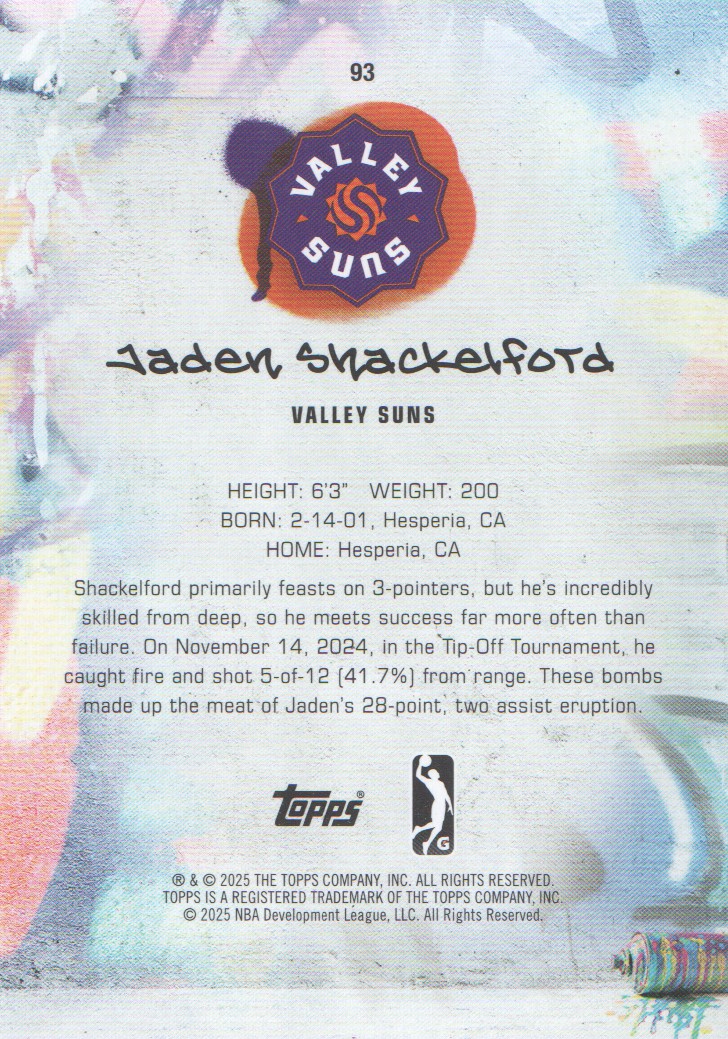 93
VALLEY
SUNS
Jaden Shackelford
VALLEY SUNS
HEIGHT: 6'3" WEIGHT: 200
BORN: 2-14-01, Hesperia, CA
HOME: Hesperia, CA
Shackelford primarily feasts on 3-pointers, but he's incredibly
skilled from deep, so he meets success far more often than
failure. On November 14, 2024, in the Tip-Off Tournament, he
caught fire and shot 5-of-12 (41.7%) from range. These bombs
made up the meat of Jaden's 28-point, two assist eruption.
Topps®
G
® & © 2025 THE TOPPS COMPANY, INC. ALL RIGHTS RESERVED.
TOPPS IS A REGISTERED TRADEMARK OF THE TOPPS COMPANY, INC.
© 2025 NBA Development League, LLC. All Rights Reserved.